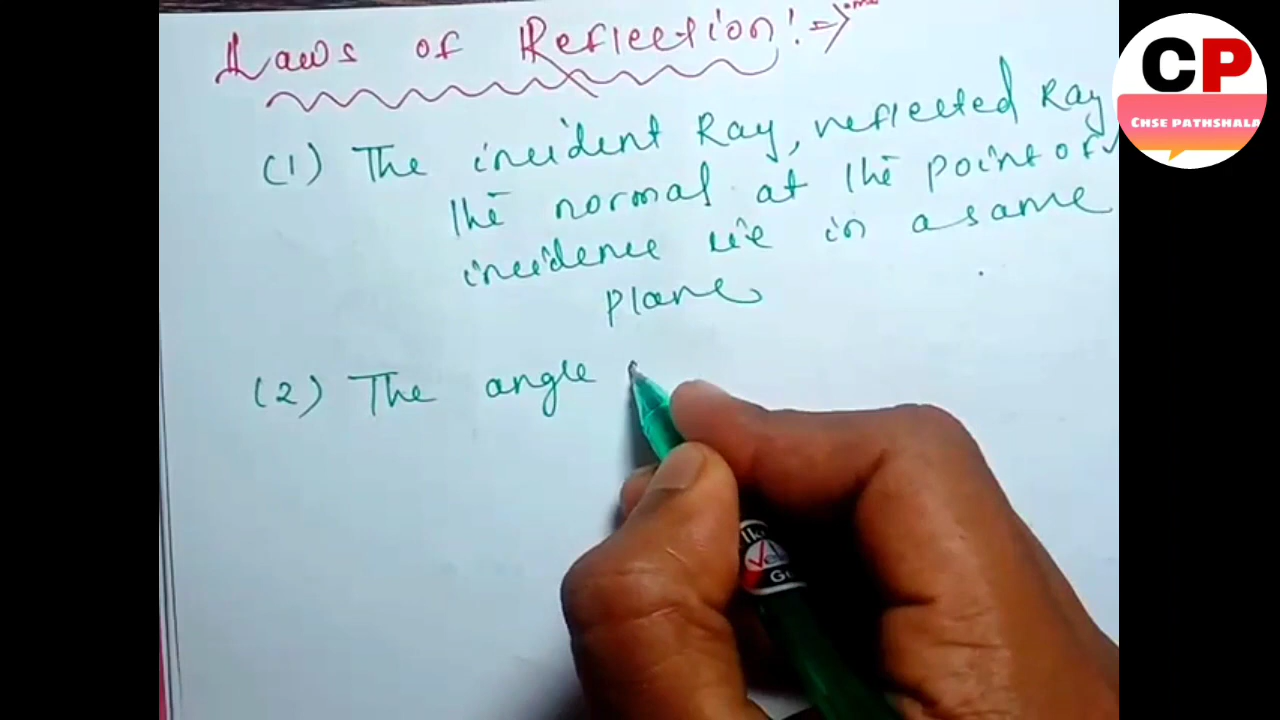 Laws of Reflection! ⇒
(1) The incident Ray, reflected Ray
the normal at the point of
incidence lie in a same
plane
(2) The angle
CP
CHSE PATHSHALA